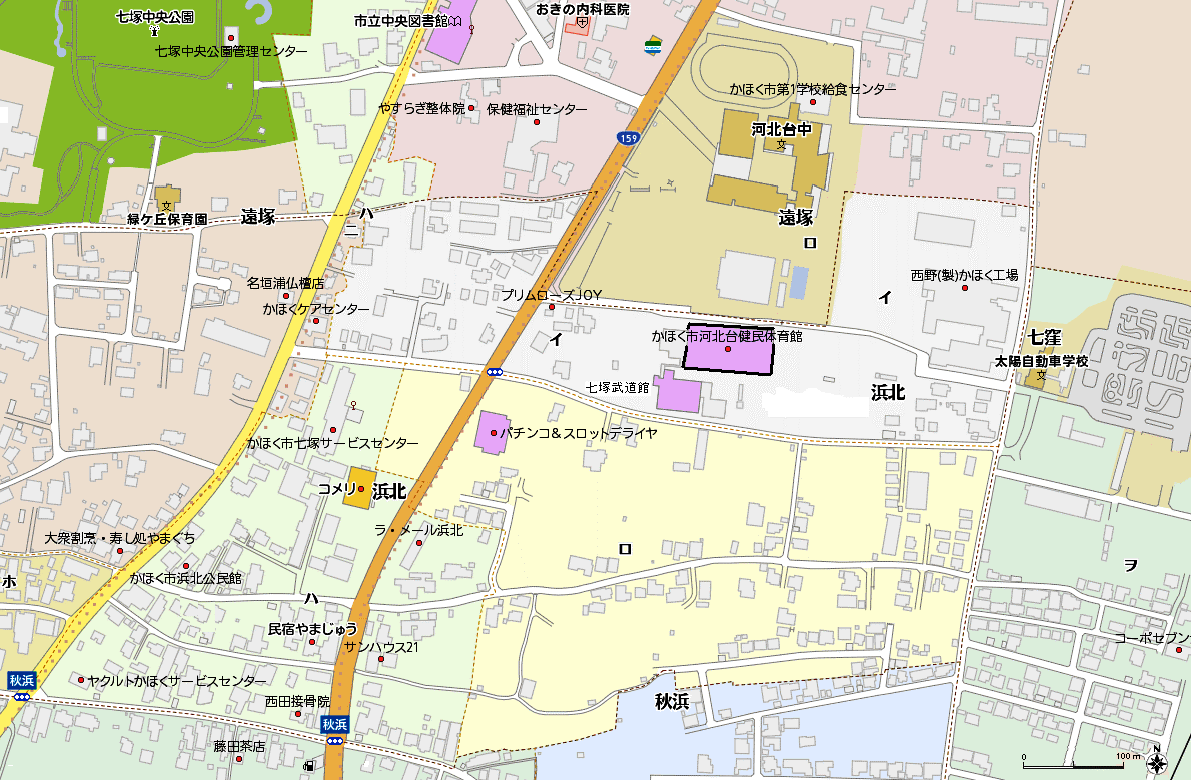 七塚中央公園
市立中央図書館
おきの内科医院
七塚中央公園管理センター
かほく市第1学校給食センター
やすらぎ整体院
保健福祉センター
159
河北台中
文
文
緑ケ丘保育園
遠塚
ハ
ニ
遠塚
ロ
西野(製)かほく工場
名垣浦仏檀店
かほくケアセンター
プリムローズJOY
イ
イ
かほく市河北台健民体育館
七窪
太陽自動車学校
文
七塚武道館
浜北
かほく市七塚サービスセンター
パチンコ&スロットデライヤ
コメリ
浜北
ラ・メール浜北
大衆割烹・寿し処やまぐち
ロ
ヲ
ホ
かほく市浜北公民館
ハ
民宿やまじゅう
サンハウス21
コーポセブン
秋浜
ヤクルトかほくサービスセンター
西田接骨院
秋浜
秋浜
藤田茶店
0
100 m
N